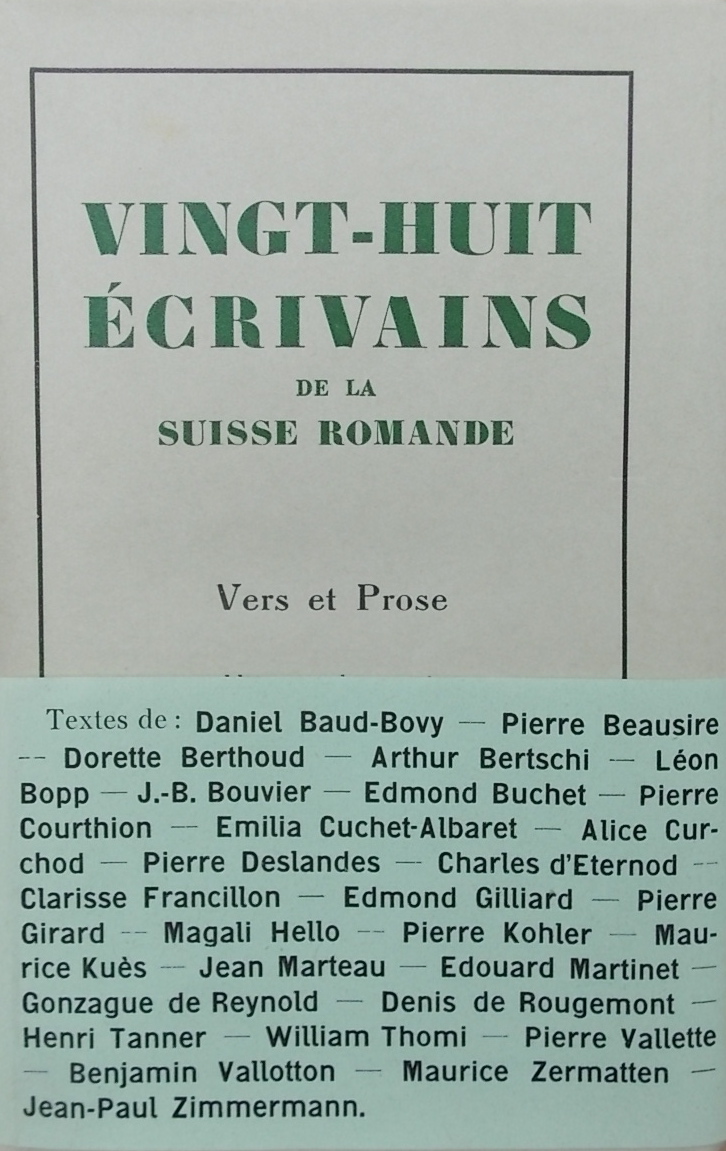 VINGT-HUIT
ÉCRIVAINS
DE LA
SUISSE ROMANDE
Vers et Prose
Textes de : Daniel Baud-Bovy — Pierre Beausire
-- Dorette Berthoud — Arthur Bertschi — Léon
Bopp — J.-B. Bouvier — Edmond Buchet — Pierre
Courthion — Emilia Cuchet-Albaret — Alice Cur-
chod — Pierre Deslandes — Charles d'Eternod --
Clarisse Francillon — Edmond Gilliard — Pierre
Girard -- Magali Hello -- Pierre Kohler — Mau-
rice Kuès — Jean Marteau — Edouard Martinet —
Gonzague de Reynold — Denis de Rougemont —
Henri Tanner — William Thomi — Pierre Vallette
— Benjamin Vallotton — Maurice Zermatten —
Jean-Paul Zimmermann.